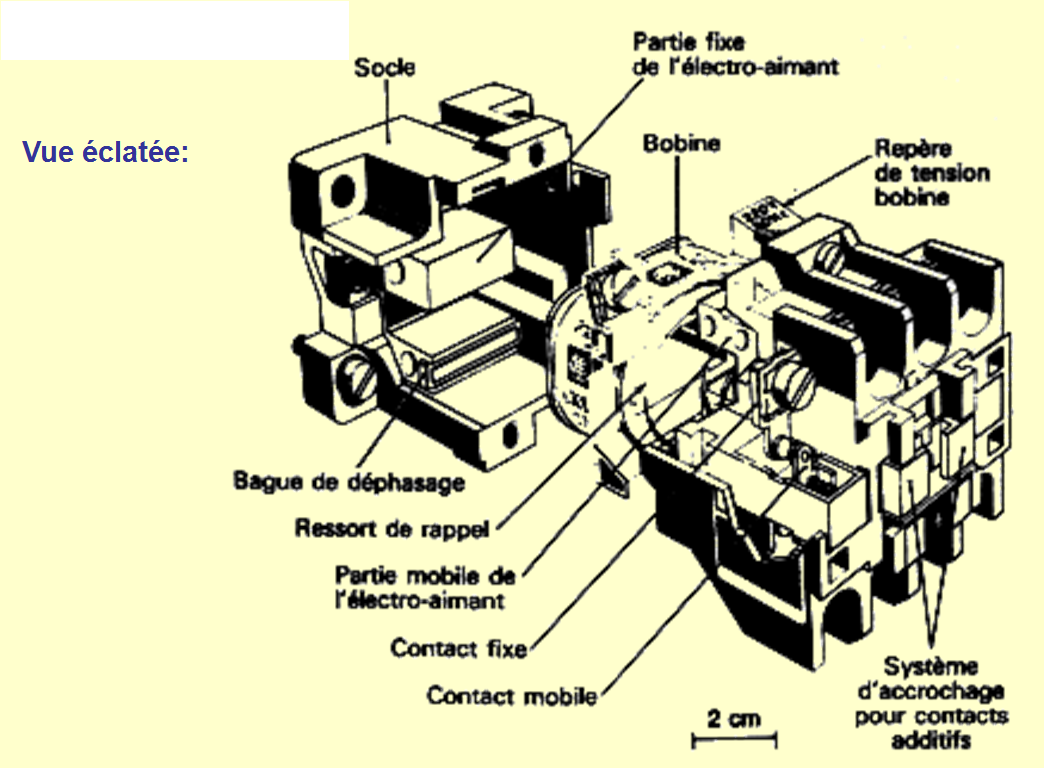 Partie fixe
de l'électro-aimant
Socle
Vue éclatée:
Bobine
Repère
de tension
bobine
220V
Bague de déphasage
Ressort de rappel
Partie mobile de
l'électro-aimant
Contact fixe
Contact mobile
Système
d'accrochage
pour contacts
additifs
2 cm